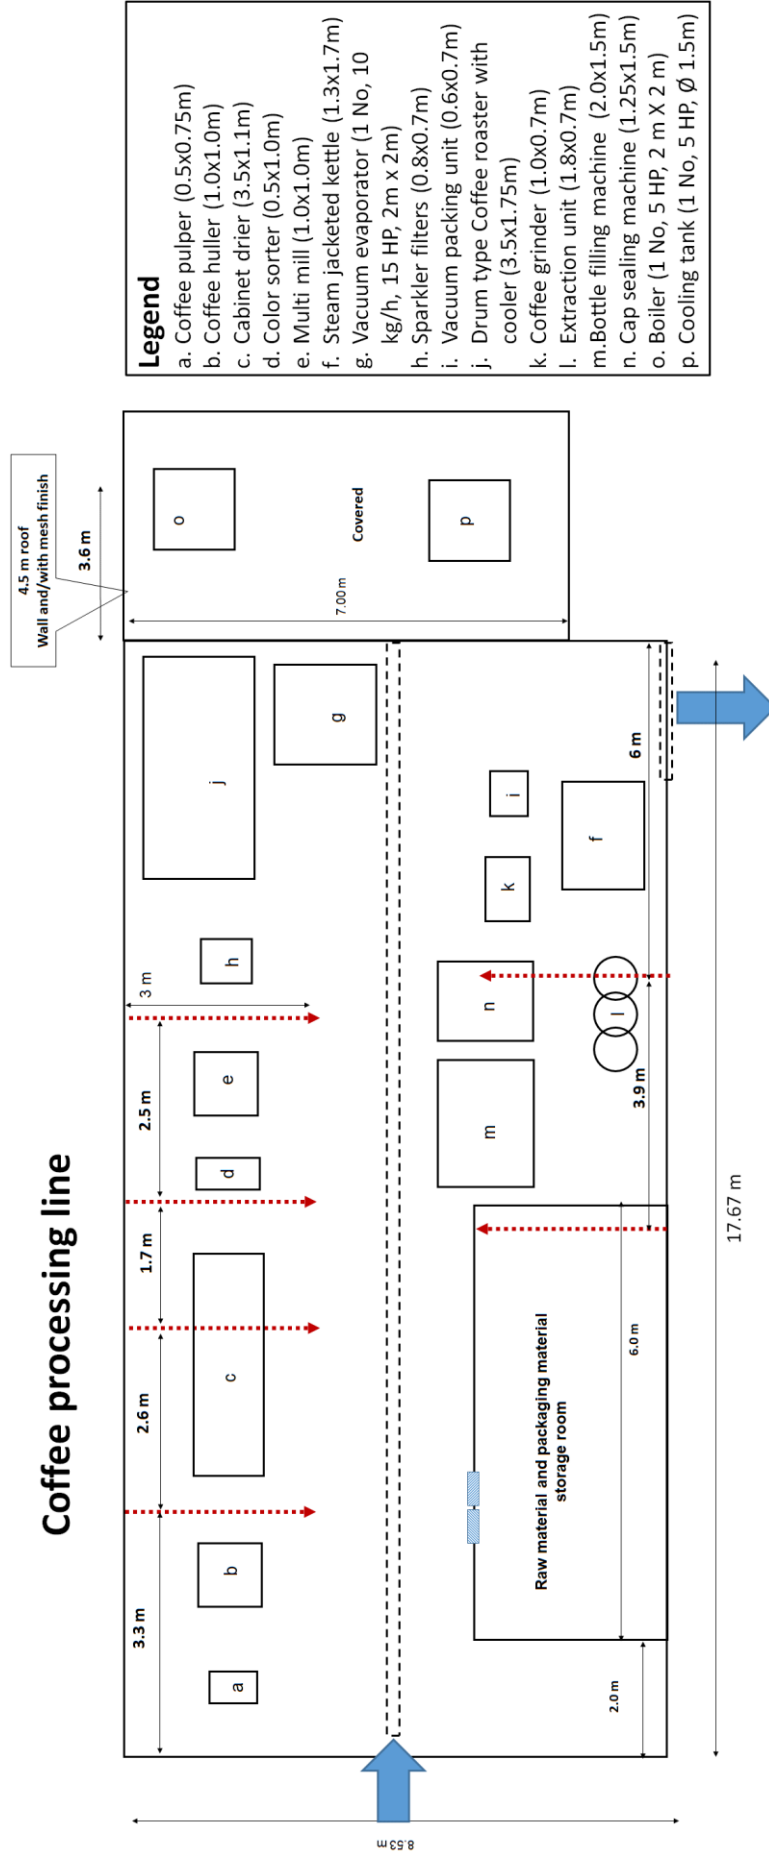 Coffee processing line
4.5 m roof
Wall and/with mesh finish
3.6 m
3.3 m
2.6 m
1.7 m
2.5 m
3 m
a
b
c
d
e
h
j
g
o
Covered
p
7.00 m
8.53 m
Raw material and packaging material
storage room
2.0 m
6.0 m
m
n
l
k
i
f
3.9 m
6 m
17.67 m
Legend
a. Coffee pulper (0.5x0.75m)
b. Coffee huller (1.0x1.0m)
c. Cabinet drier (3.5x1.1m)
d. Color sorter (0.5x1.0m)
e. Multi mill (1.0x1.0m)
f. Steam jacketed kettle (1.3x1.7m)
g. Vacuum evaporator (1 No, 10
kg/h, 15 HP, 2m x 2m)
h. Sparkler filters (0.8x0.7m)
i. Vacuum packing unit (0.6x0.7m)
j. Drum type Coffee roaster with
cooler (3.5x1.75m)
k. Coffee grinder (1.0x0.7m)
l. Extraction unit (1.8x0.7m)
m.Bottle filling machine (2.0x1.5m)
n. Cap sealing machine (1.25x1.5m)
o. Boiler (1 No, 5 HP, 2 m X 2 m)
p. Cooling tank (1 No, 5 HP, Ø 1.5m)